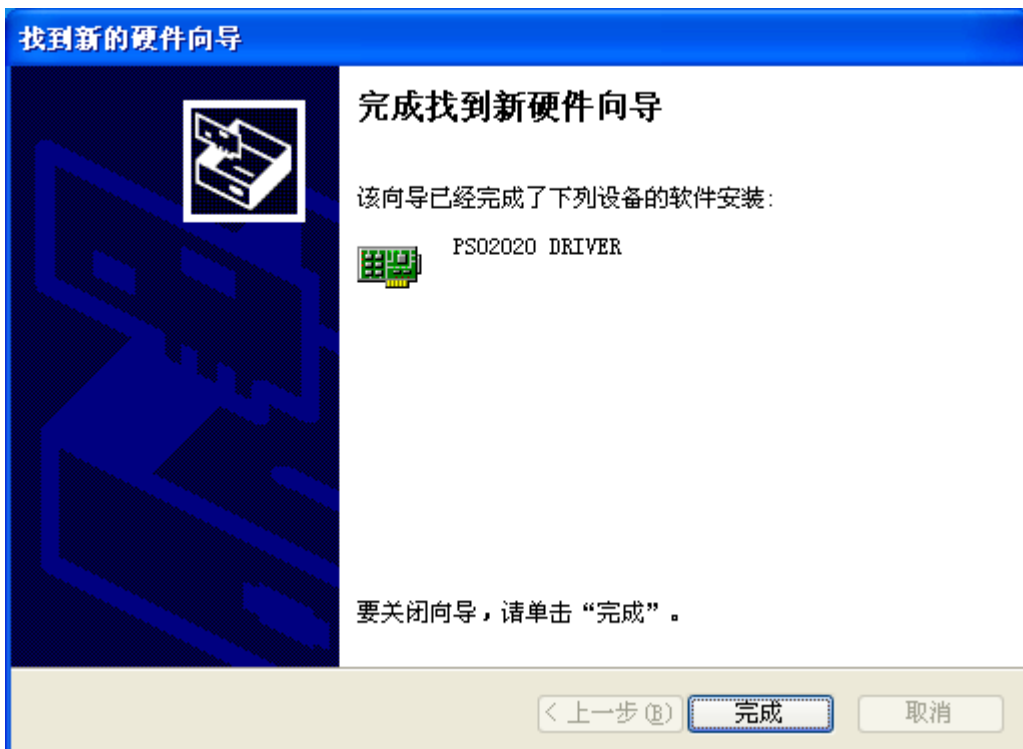 找到新的硬件向导
完成找到新硬件向导
该向导已经完成了下列设备的软件安装:
PSO2020 DRIVER
要关闭向导，请单击“完成”。
< 上一步(B)
完成
取消